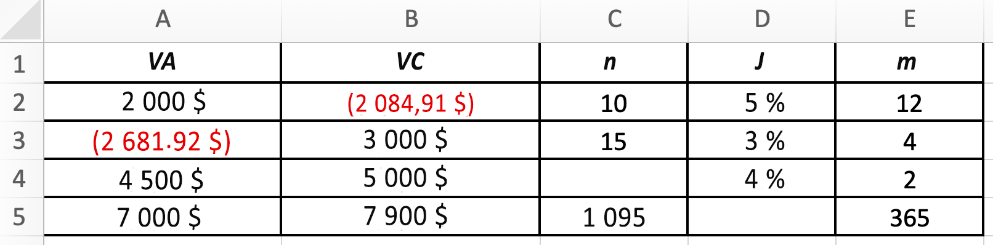 A B C D E
1 VA VC n J m
2 2 000 $ (2 084,91 $) 10 5 % 12
3 (2 681.92 $) 3 000 $ 15 3 % 4
4 4 500 $ 5 000 $ 4 % 2
5 7 000 $ 7 900 $ 1 095 365